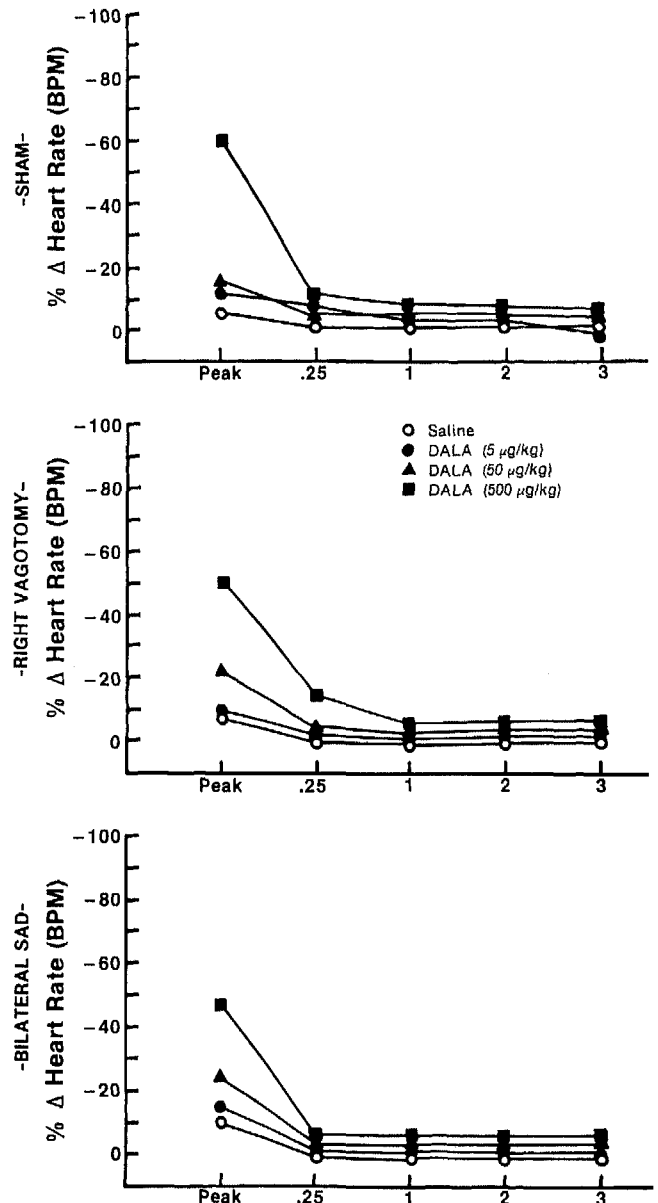 -SHAM-
% Δ Heart Rate (BPM)
-100
-80
-60
-40
-20
0
Peak .25 1 2 3
-RIGHT VAGOTOMY-
% Δ Heart Rate (BPM)
-100
-80
-60
-40
-20
0
Saline
DALA (5 μg/kg)
DALA (50 μg/kg)
DALA (500 μg/kg)
Peak .25 1 2 3
-BILATERAL SAD-
% Δ Heart Rate (BPM)
-100
-80
-60
-40
-20
0
Peak .25 1 2 3